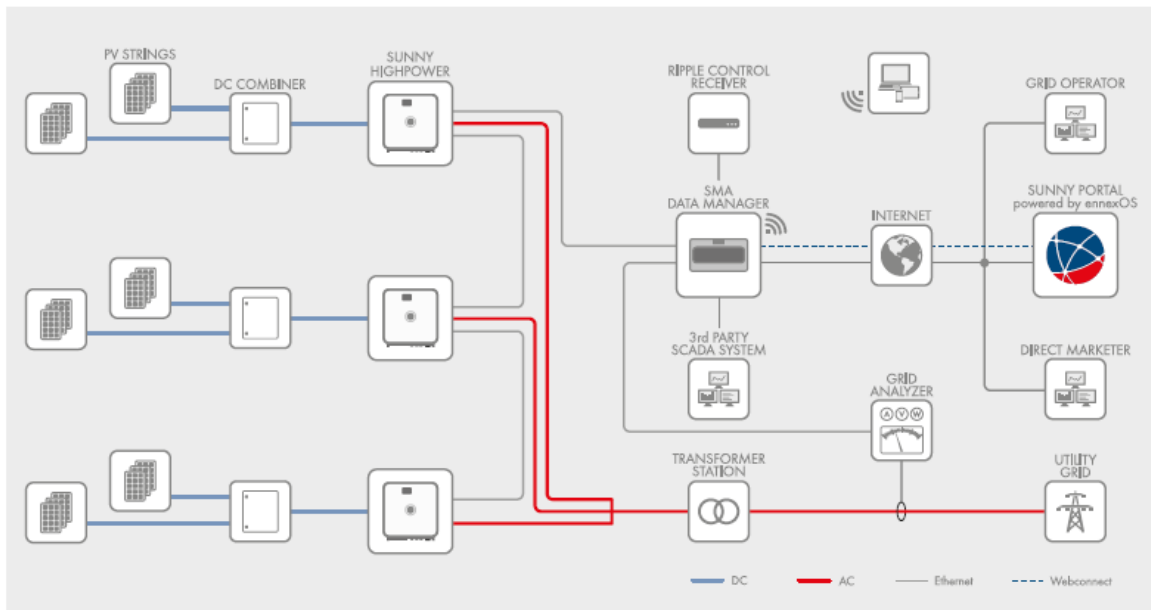 PV STRINGS
DC COMBINER
SUNNY
HIGHPOWER
RIPPLE CONTROL
RECEIVER
GRID OPERATOR
SMA
DATA MANAGER
INTERNET
SUNNY PORTAL
powered by ennexOS
3rd PARTY
SCADA SYSTEM
GRID
ANALYZER
A V W
DIRECT MARKETER
TRANSFORMER
STATION
UTILITY
GRID
DC
AC
Ethernet
Webconnect